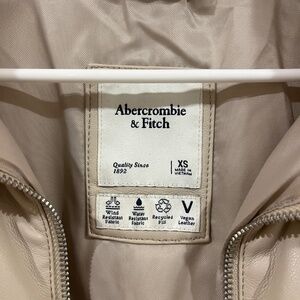 Abercrombie
& Fitch
Quality Since
1892
XS
MADE IN
VIETNAM
Wind
Resistant
Fabric
Water
Resistant
Fabric
Recycled
Fill
V
Vegan
Leather